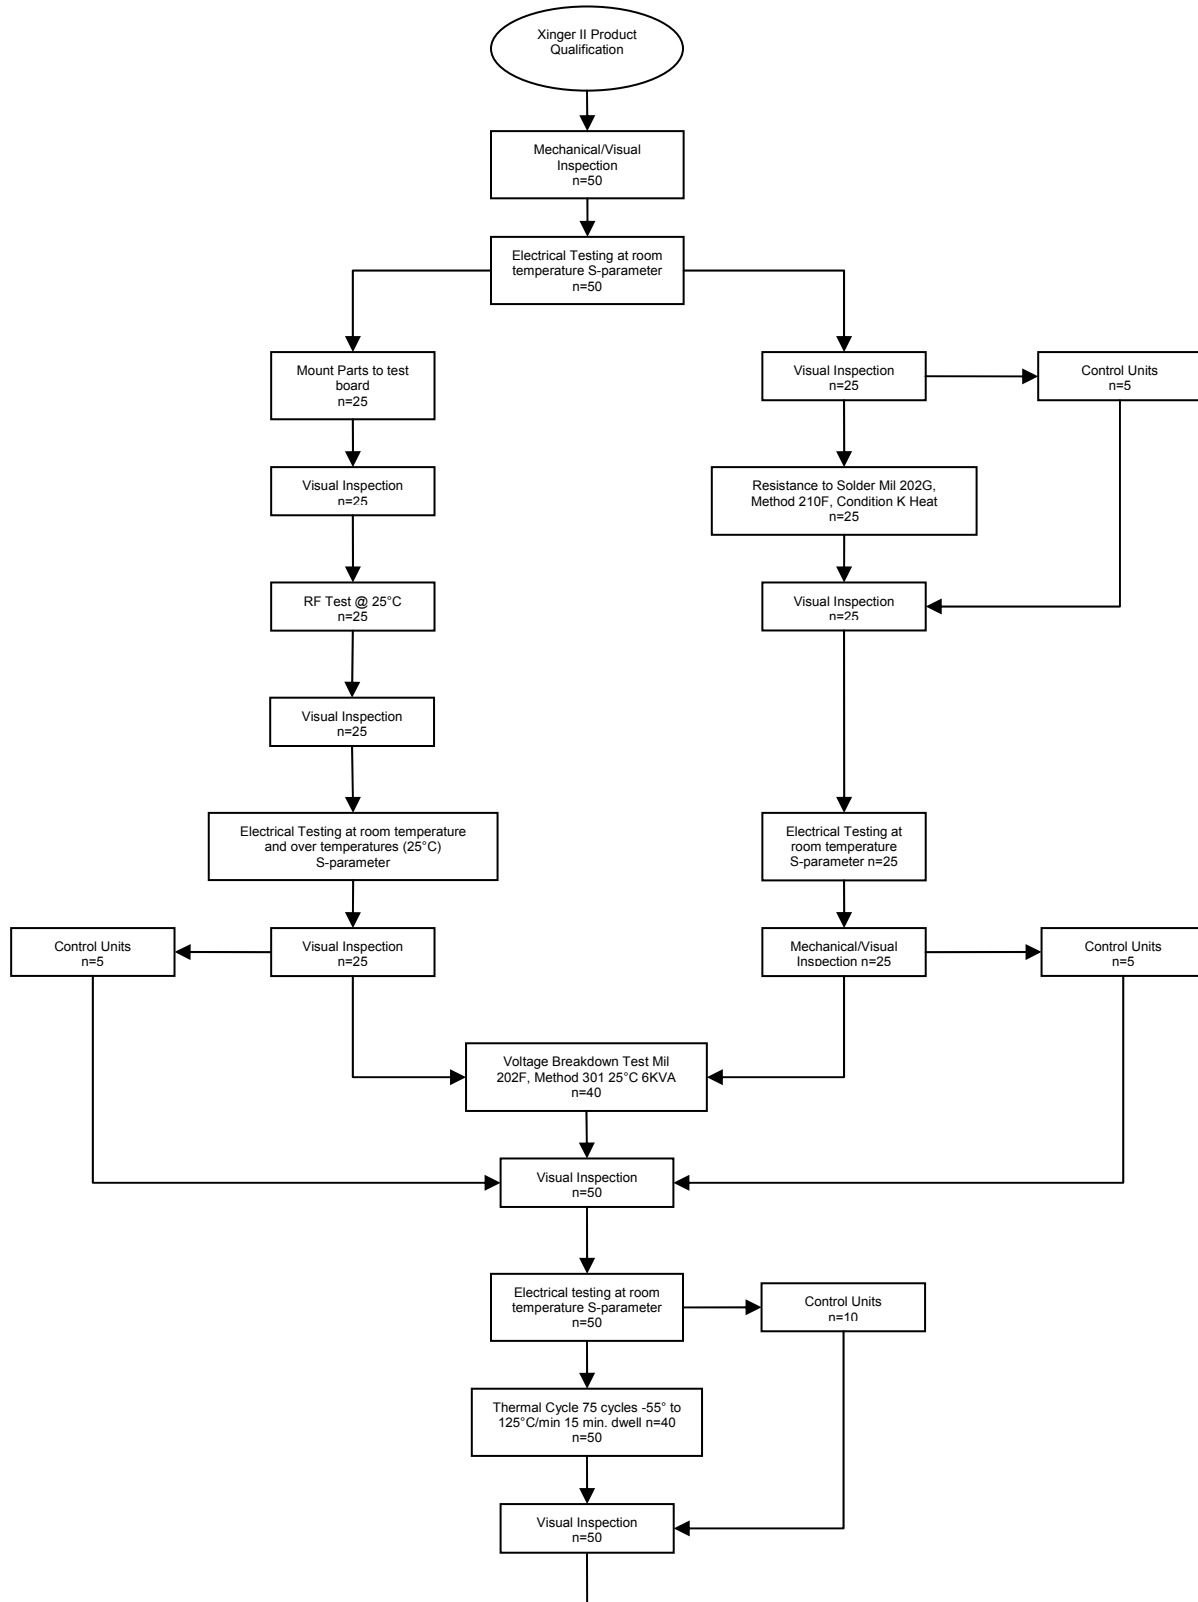 Xinger II Product
Qualification
Mechanical/Visual
Inspection
n=50
Electrical Testing at room
temperature S-parameter
n=50
Mount Parts to test
board
n=25
Visual Inspection
n=25
Control Units
n=5
Visual Inspection
n=25
Resistance to Solder Mil 202G,
Method 210F, Condition K Heat
n=25
RF Test @ 25°C
n=25
Visual Inspection
n=25
Visual Inspection
n=25
Electrical Testing at room temperature
and over temperatures (25°C)
S-parameter
Electrical Testing at
room temperature
S-parameter n=25
Control Units
n=5
Visual Inspection
n=25
Mechanical/Visual
Inspection n=25
Control Units
n=5
Voltage Breakdown Test Mil
202F, Method 301 25°C 6KVA
n=40
Visual Inspection
n=50
Electrical testing at room
temperature S-parameter
n=50
Control Units
n=10
Thermal Cycle 75 cycles -55° to
125°C/min 15 min. dwell n=40
n=50
Visual Inspection
n=50